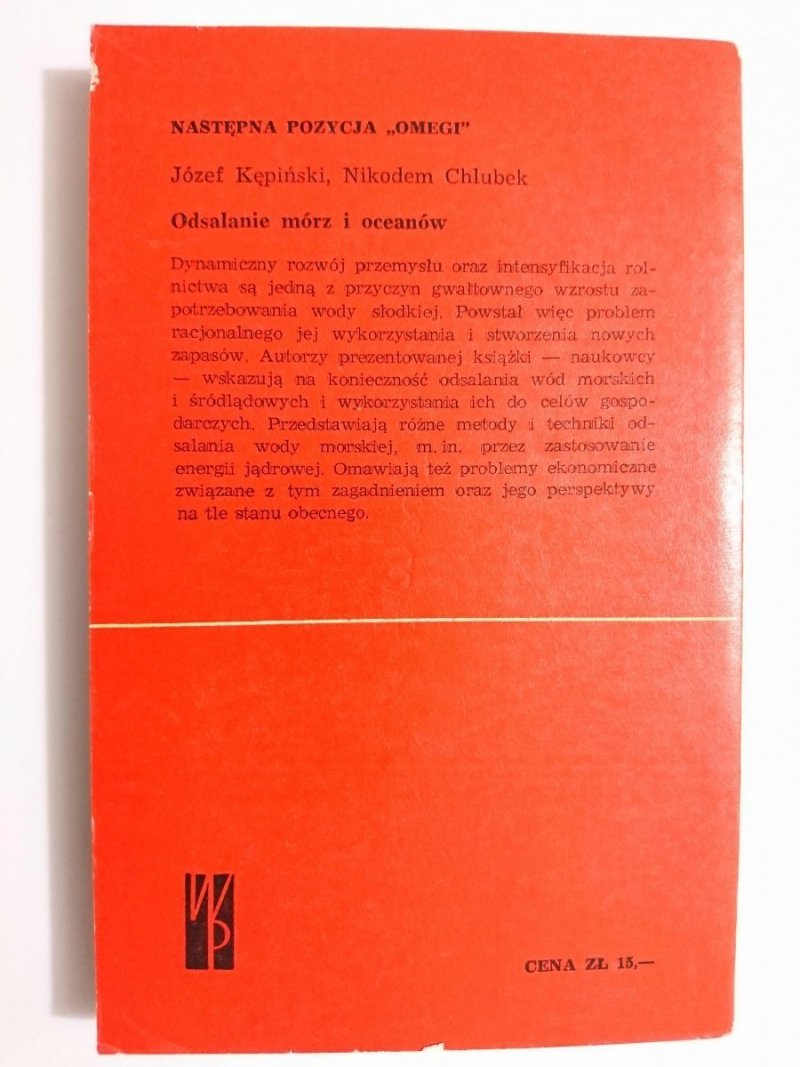 NASTĘPNA POZYCJA „OMEGI”
Józef Kępiński, Nikodem Chlubek
Odsalanie mórz i oceanów
Dynamiczny rozwój przemysłu oraz intensyfikacja rol-
nictwa są jedną z przyczyn gwałtownego wzrostu za-
potrzebowania wody słodkiej. Powstał więc problem
racjonalnego jej wykorzystania i stworzenia nowych
zapasów. Autorzy prezentowanej książki — naukowcy
— wskazują na konieczność odsalania wód morskich
i śródlądowych i wykorzystania ich do celów gospo-
darczych. Przedstawiają różne metody i techniki od-
salania wody morskiej, m. in. przez zastosowanie
energii jądrowej. Omawiają też problemy ekonomiczne
związane z tym zagadnieniem oraz jego perspektywy
na tle stanu obecnego.
WP
CENA ZŁ 15,—